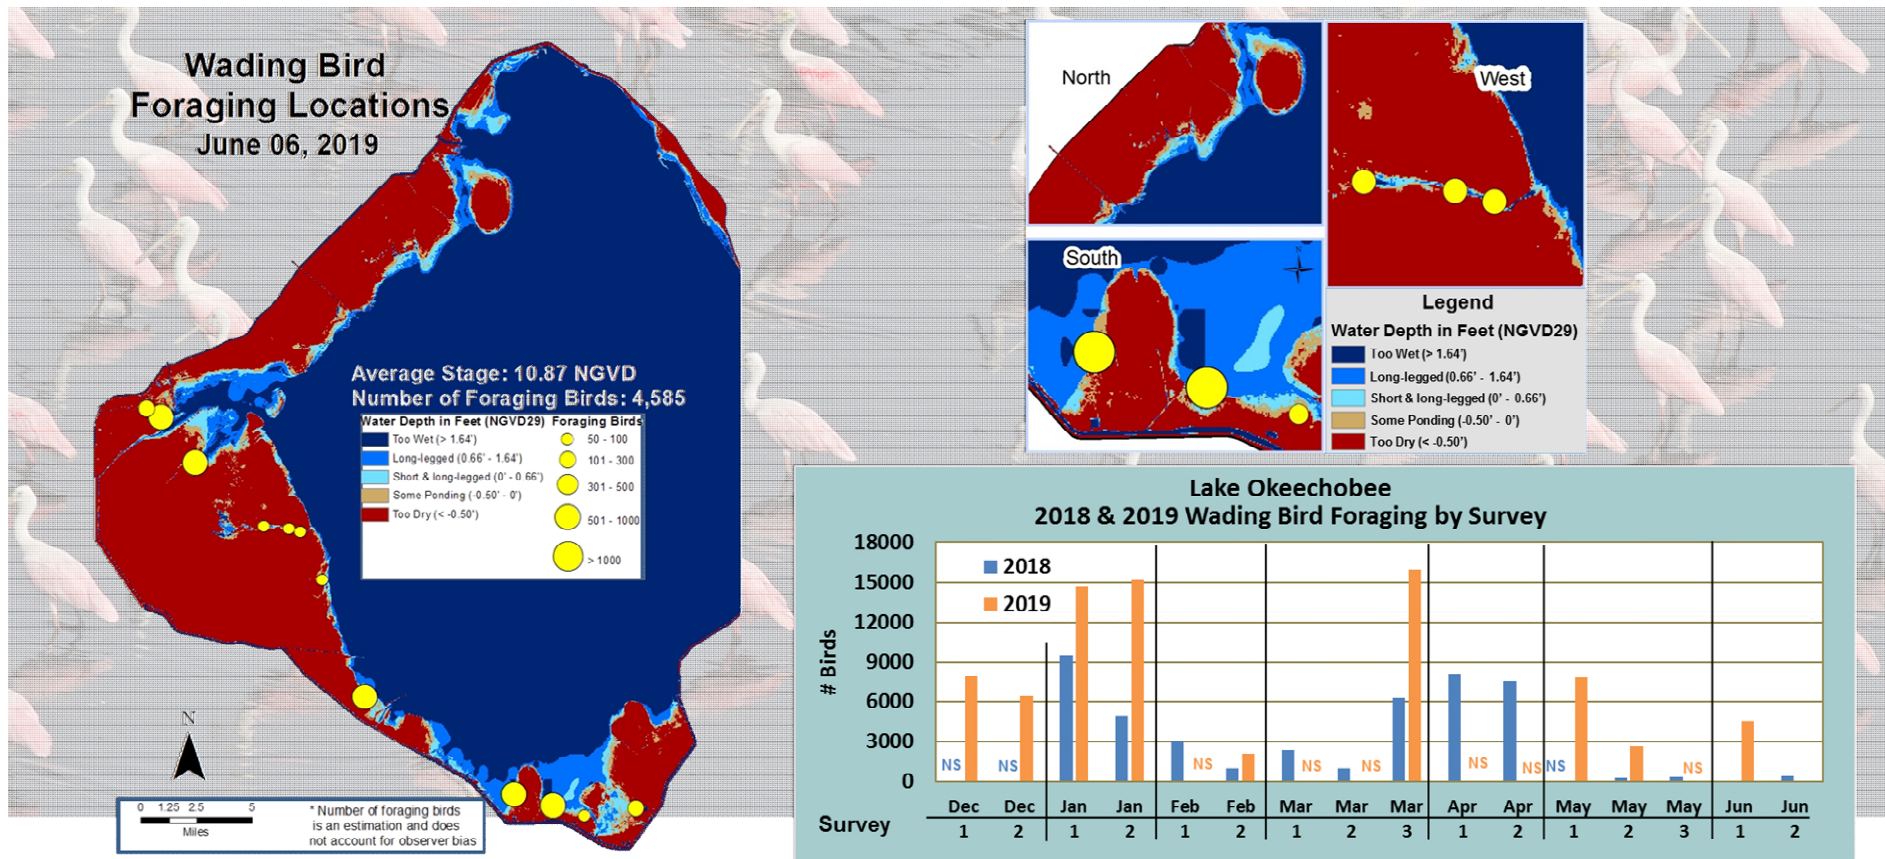 Wading Bird
Foraging Locations
June 06, 2019
Average Stage: 10.87 NGVD
Number of Foraging Birds: 4,585
Water Depth in Feet (NGVD29) Foraging Birds
Too Wet (> 1.64') 50 - 100
Long-legged (0.66' - 1.64') 101 - 300
Short & long-legged (0' - 0.66') 301 - 500
Some Ponding (-0.50' - 0') 501 - 1000
Too Dry (< -0.50') > 1000
N
0 1.25 2.5 5
Miles
* Number of foraging birds
is an estimation and does
not account for observer bias
North
West
South
N
Legend
Water Depth in Feet (NGVD29)
Too Wet (> 1.64')
Long-legged (0.66' - 1.64')
Short & long-legged (0' - 0.66')
Some Ponding (-0.50' - 0')
Too Dry (< -0.50')
Lake Okeechobee
2018 & 2019 Wading Bird Foraging by Survey
# Birds
18000
15000
12000
9000
6000
3000
0
2018
2019
NS NS NS NS NS NS NS NS NS
Dec Dec Jan Jan Feb Feb Mar Mar Mar Apr Apr May May May Jun Jun
Survey 1 2 1 2 1 2 1 2 3 1 2 1 2 3 1 2